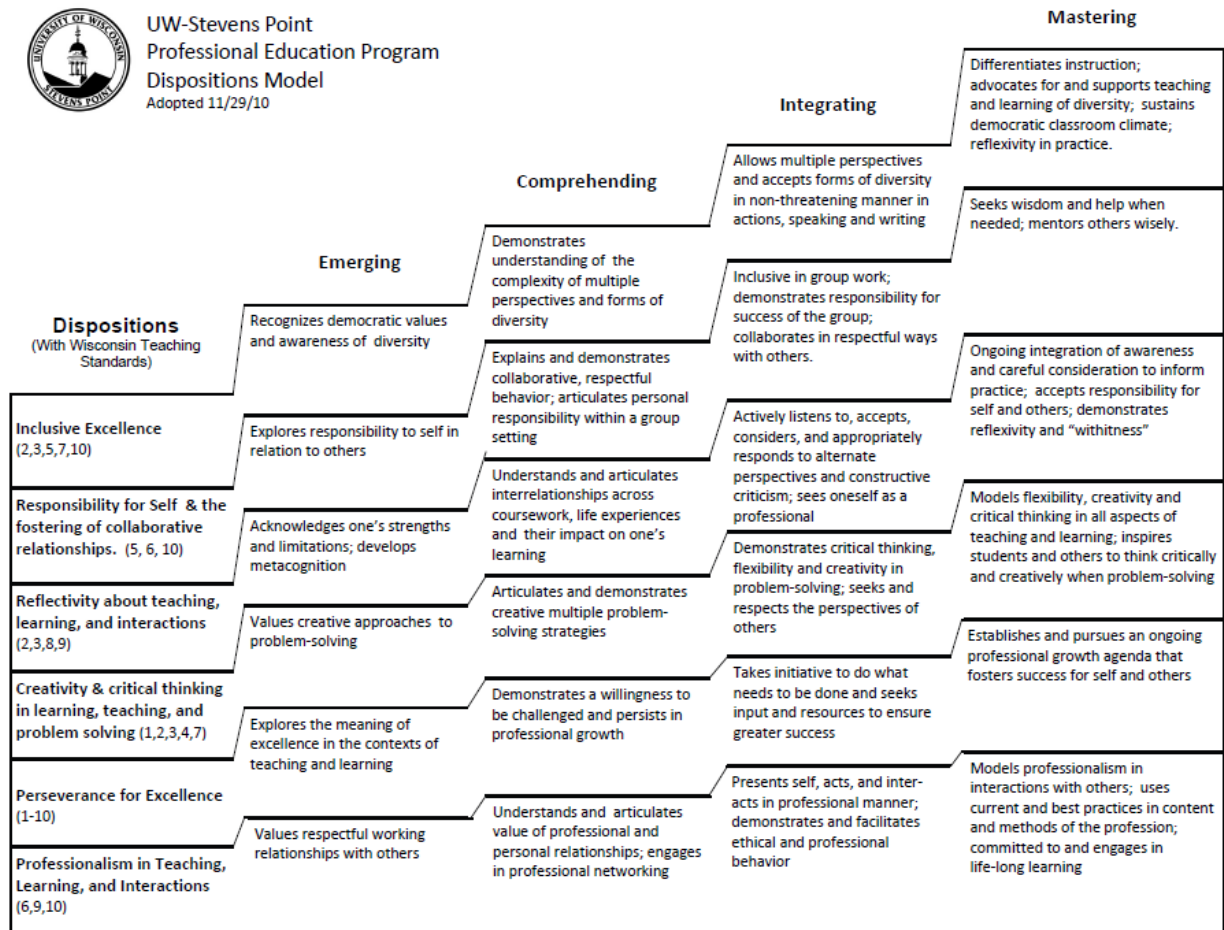 UNIVERSITY OF WISCONSIN
STEVENS POINT
UW-Stevens Point
Professional Education Program
Dispositions Model
Adopted 11/29/10
Dispositions
(With Wisconsin Teaching
Standards)
Inclusive Excellence
(2,3,5,7,10)
Responsibility for Self & the
fostering of collaborative
relationships. (5, 6, 10)
Reflectivity about teaching,
learning, and interactions
(2,3,8,9)
Creativity & critical thinking
in learning, teaching, and
problem solving (1,2,3,4,7)
Perseverance for Excellence
(1-10)
Professionalism in Teaching,
Learning, and Interactions
(6,9,10)
Emerging
Recognizes democratic values
and awareness of diversity
Explores responsibility to self in
relation to others
Acknowledges one's strengths
and limitations; develops
metacognition
Values creative approaches to
problem-solving
Explores the meaning of
excellence in the contexts of
teaching and learning
Values respectful working
relationships with others
Comprehending
Demonstrates
understanding of the
complexity of multiple
perspectives and forms of
diversity
Explains and demonstrates
collaborative, respectful
behavior; articulates personal
responsibility within a group
setting
Understands and articulates
interrelationships across
coursework, life experiences
and their impact on one's
learning
Articulates and demonstrates
creative multiple problem-
solving strategies
Demonstrates a willingness to
be challenged and persists in
professional growth
Understands and articulates
value of professional and
personal relationships; engages
in professional networking
Integrating
Allows multiple perspectives
and accepts forms of diversity
in non-threatening manner in
actions, speaking and writing
Inclusive in group work;
demonstrates responsibility for
success of the group;
collaborates in respectful ways
with others.
Actively listens to, accepts,
considers, and appropriately
responds to alternate
perspectives and constructive
criticism; sees oneself as a
professional
Demonstrates critical thinking,
flexibility and creativity in
problem-solving; seeks and
respects the perspectives of
others
Takes initiative to do what
needs to be done and seeks
input and resources to ensure
greater success
Presents self, acts, and inter-
acts in professional manner;
demonstrates and facilitates
ethical and professional
behavior
Mastering
Differentiates instruction;
advocates for and supports teaching
and learning of diversity; sustains
democratic classroom climate;
reflexivity in practice.
Seeks wisdom and help when
needed; mentors others wisely.
Ongoing integration of awareness
and careful consideration to inform
practice; accepts responsibility for
self and others; demonstrates
reflexivity and “withitness”
Models flexibility, creativity and
critical thinking in all aspects of
teaching and learning; inspires
students and others to think critically
and creatively when problem-solving
Establishes and pursues an ongoing
professional growth agenda that
fosters success for self and others
Models professionalism in
interactions with others; uses
current and best practices in content
and methods of the profession;
committed to and engages in
life-long learning